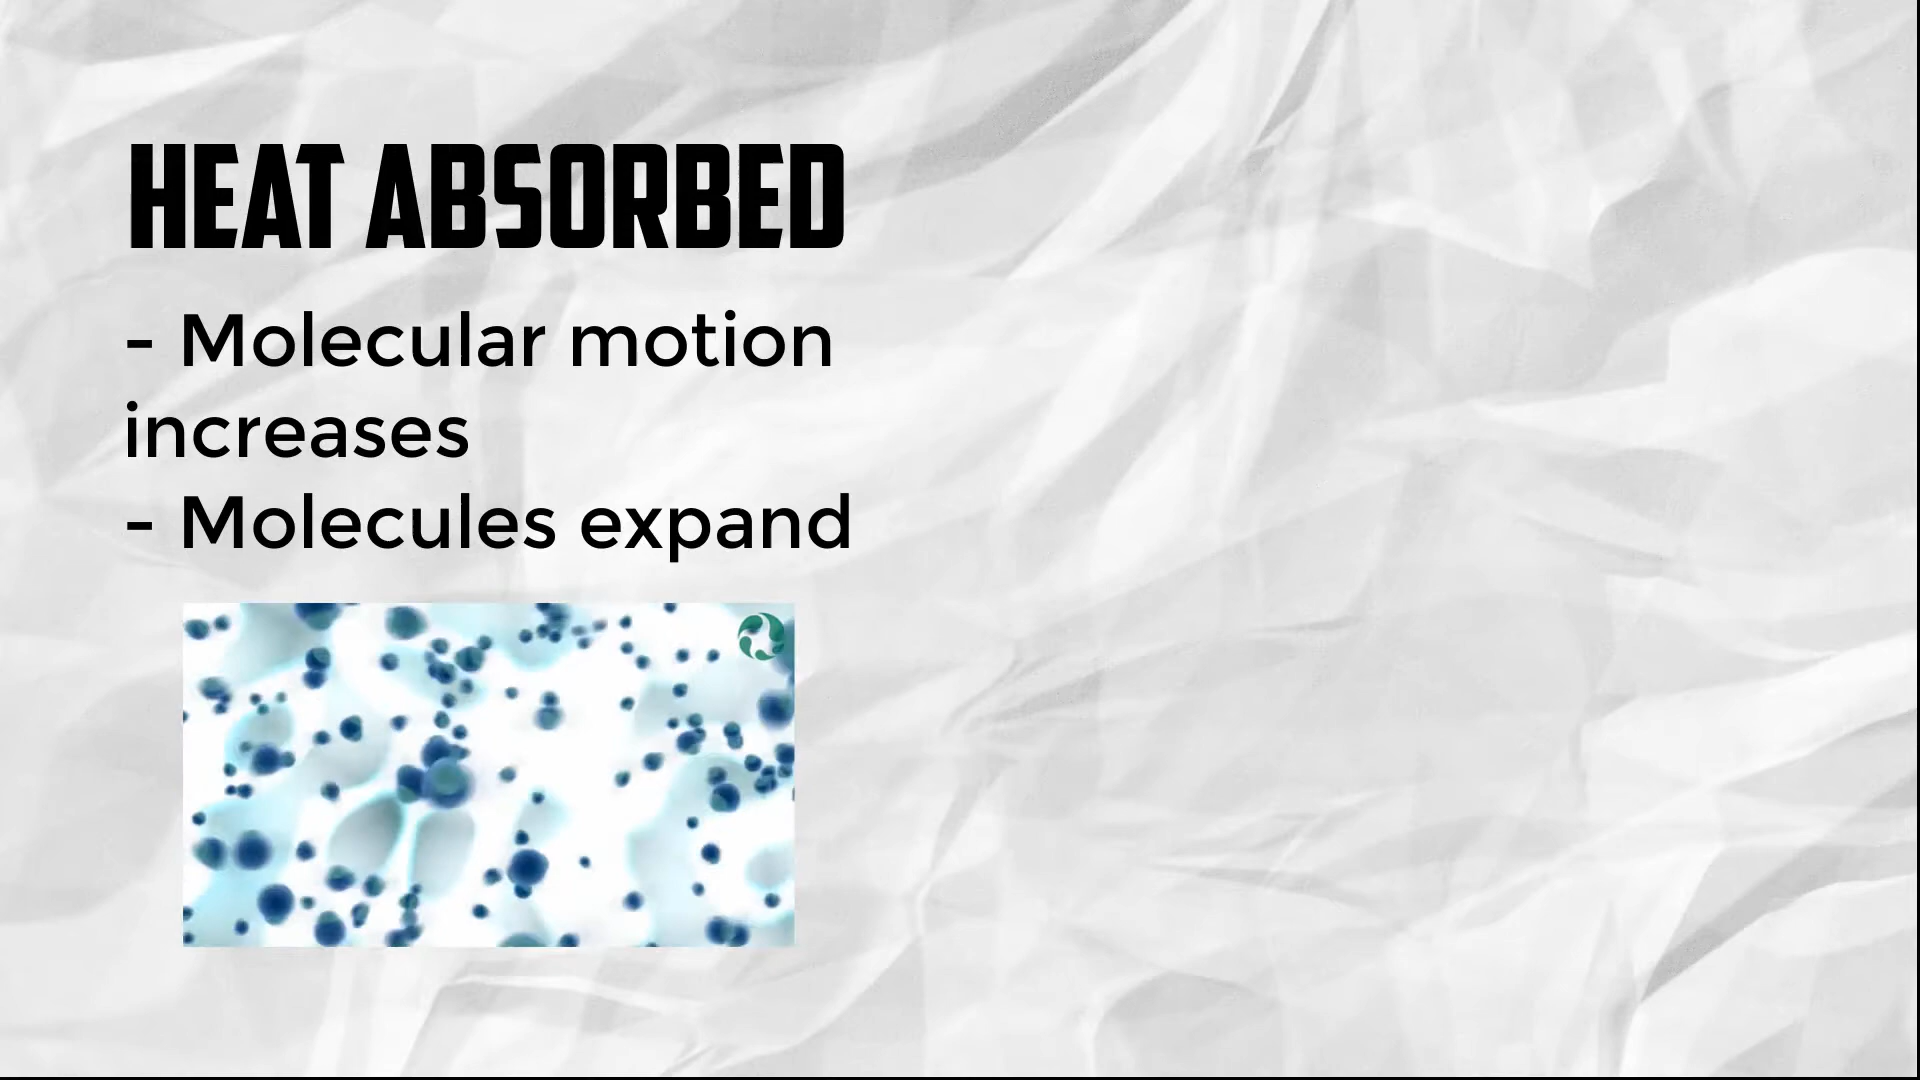 HEAT ABSORBED
- Molecular motion
increases
- Molecules expand